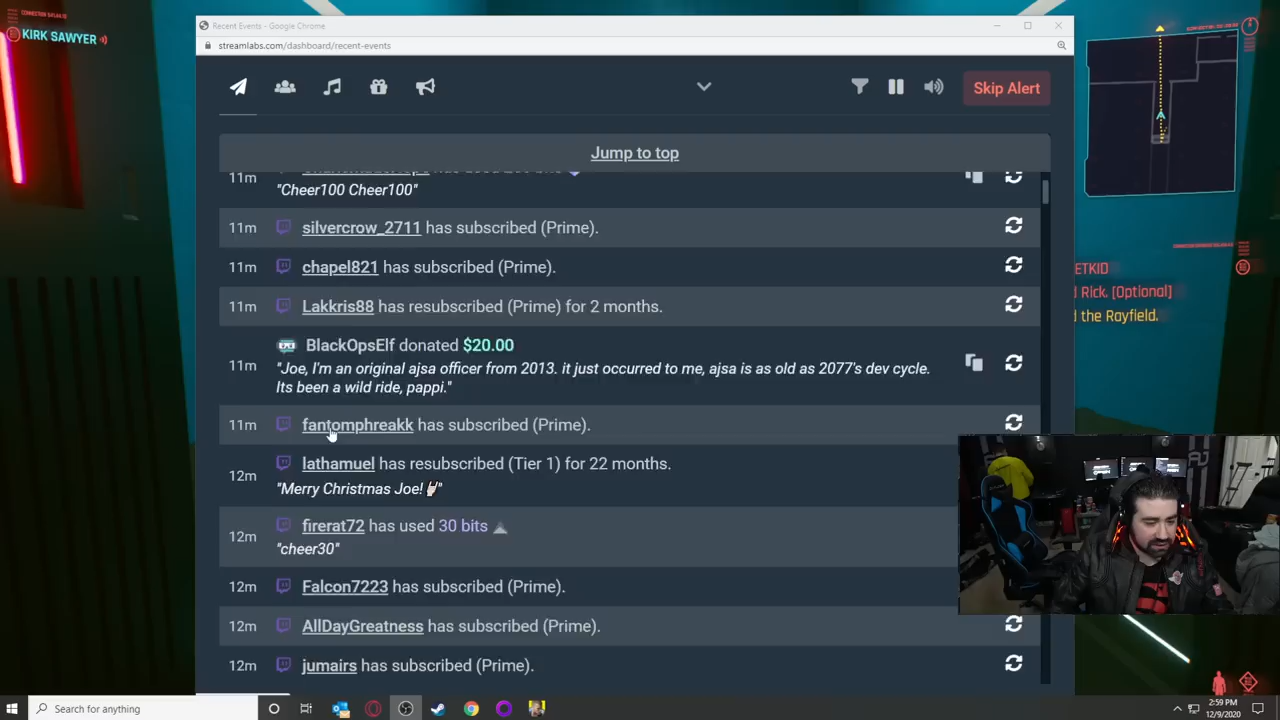 KIRK SAWYER
Recent Events - Google Chrome
streamlabs.com/dashboard/recent-events
Skip Alert
Jump to top
11m
"Cheer100 Cheer100"
11m silvercrow_2711 has subscribed (Prime).
11m chapel821 has subscribed (Prime).
11m Lakkris88 has resubscribed (Prime) for 2 months.
BlackOpsElf donated $20.00
11m "Joe, I'm an original ajsa officer from 2013. it just occurred to me, ajsa is as old as 2077's dev cycle.
Its been a wild ride, pappi."
11m fantomphreakk has subscribed (Prime).
lathamuel has resubscribed (Tier 1) for 22 months.
12m
"Merry Christmas Joe!🤘🏻"
firerat72 has used 30 bits
12m
"cheer30"
12m Falcon7223 has subscribed (Prime).
12m AllDayGreatness has subscribed (Prime).
12m jumairs has subscribed (Prime).
ETKID
Rick. [Optional]
the Rayfield.
Search for anything
2:59 PM
12/9/2020